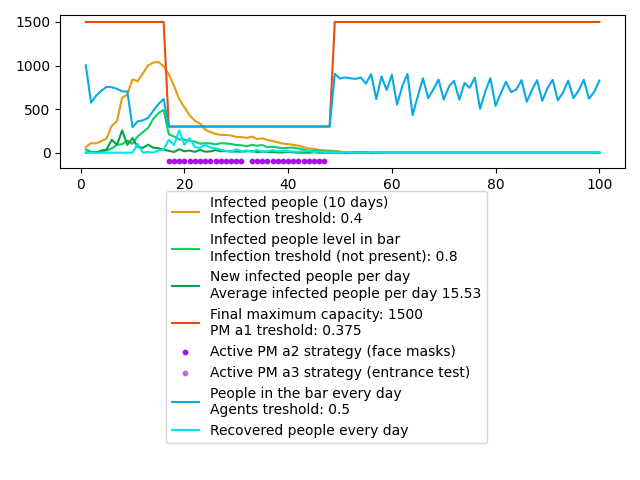 1500
1000
500
0
0
20
40
60
80
100
Infected people (10 days)
Infection treshold: 0.4
Infected people level in bar
Infection treshold (not present): 0.8
New infected people per day
Average infected people per day 15.53
Final maximum capacity: 1500
PM a1 treshold: 0.375
Active PM a2 strategy (face masks)
Active PM a3 strategy (entrance test)
People in the bar every day
Agents treshold: 0.5
Recovered people every day